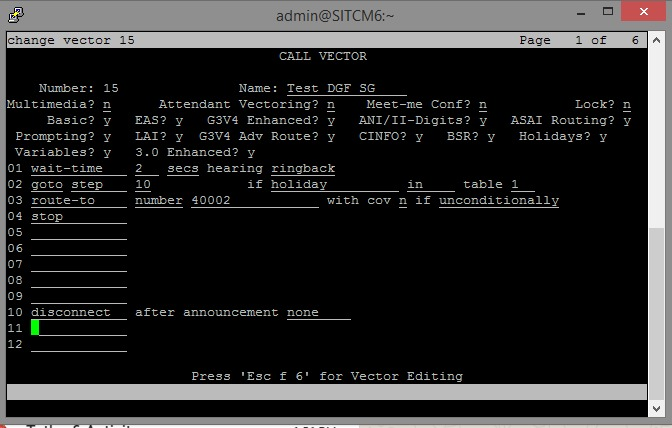 admin@SITCM6:~
change vector 15 Page 1 of 6
CALL VECTOR
Number: 15 Name: Test DGF SG
Multimedia? n Attendant Vectoring? n Meet-me Conf? n Lock? n
Basic? y EAS? y G3V4 Enhanced? y ANI/II-Digits? y ASAI Routing? y
Prompting? y LAI? y G3V4 Adv Route? y CINFO? y BSR? y Holidays? y
Variables? y 3.0 Enhanced? y
01 wait-time 2 secs hearing ringback
02 goto step 10 if holiday in table 1
03 route-to number 40002 with cov n if unconditionally
04 stop
05
06
07
08
09
10 disconnect after announcement none
11
12
Press 'Esc f 6' for Vector Editing